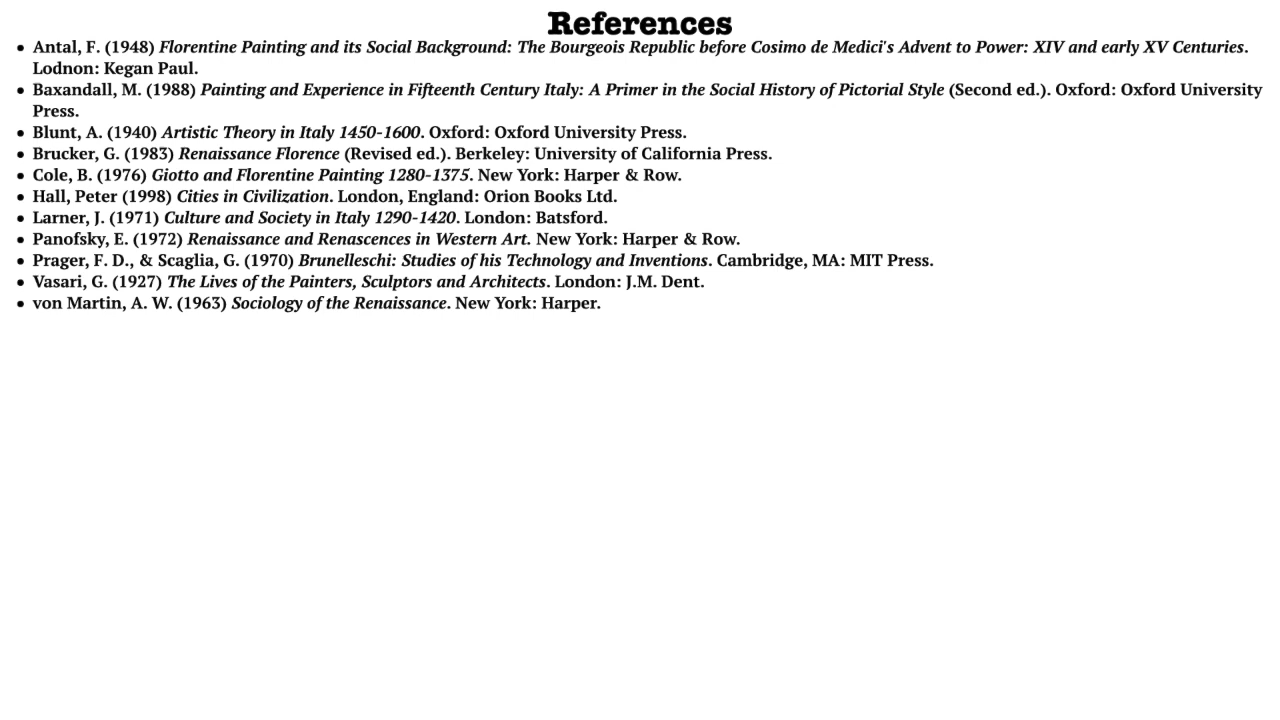 References
• Antal, F. (1948) Florentine Painting and its Social Background: The Bourgeois Republic before Cosimo de Medici's Advent to Power: XIV and early XV Centuries.
Lodnon: Kegan Paul.
• Baxandall, M. (1988) Painting and Experience in Fifteenth Century Italy: A Primer in the Social History of Pictorial Style (Second ed.). Oxford: Oxford University
Press.
• Blunt, A. (1940) Artistic Theory in Italy 1450-1600. Oxford: Oxford University Press.
• Brucker, G. (1983) Renaissance Florence (Revised ed.). Berkeley: University of California Press.
• Cole, B. (1976) Giotto and Florentine Painting 1280-1375. New York: Harper & Row.
• Hall, Peter (1998) Cities in Civilization. London, England: Orion Books Ltd.
• Larner, J. (1971) Culture and Society in Italy 1290-1420. London: Batsford.
• Panofsky, E. (1972) Renaissance and Renascences in Western Art. New York: Harper & Row.
• Prager, F. D., & Scaglia, G. (1970) Brunelleschi: Studies of his Technology and Inventions. Cambridge, MA: MIT Press.
• Vasari, G. (1927) The Lives of the Painters, Sculptors and Architects. London: J.M. Dent.
• von Martin, A. W. (1963) Sociology of the Renaissance. New York: Harper.